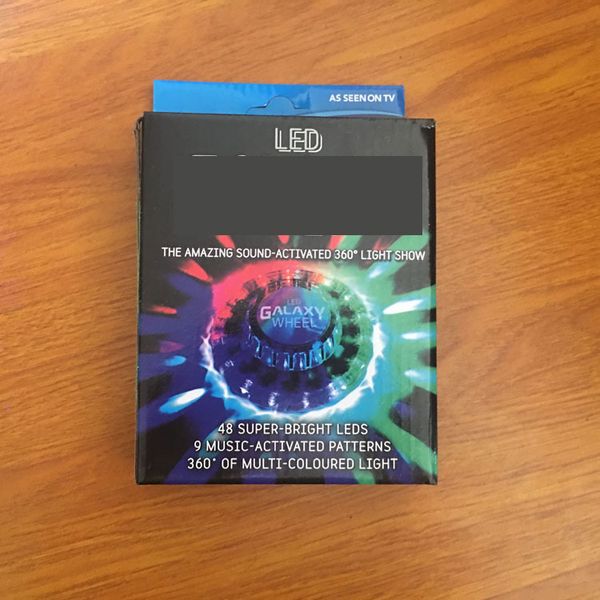 AS SEEN ON TV
LED
THE AMAZING SOUND-ACTIVATED 360° LIGHT SHOW
LED
GALAXY
WHEEL
48 SUPER-BRIGHT LEDS
9 MUSIC-ACTIVATED PATTERNS
360° OF MULTI-COLOURED LIGHT